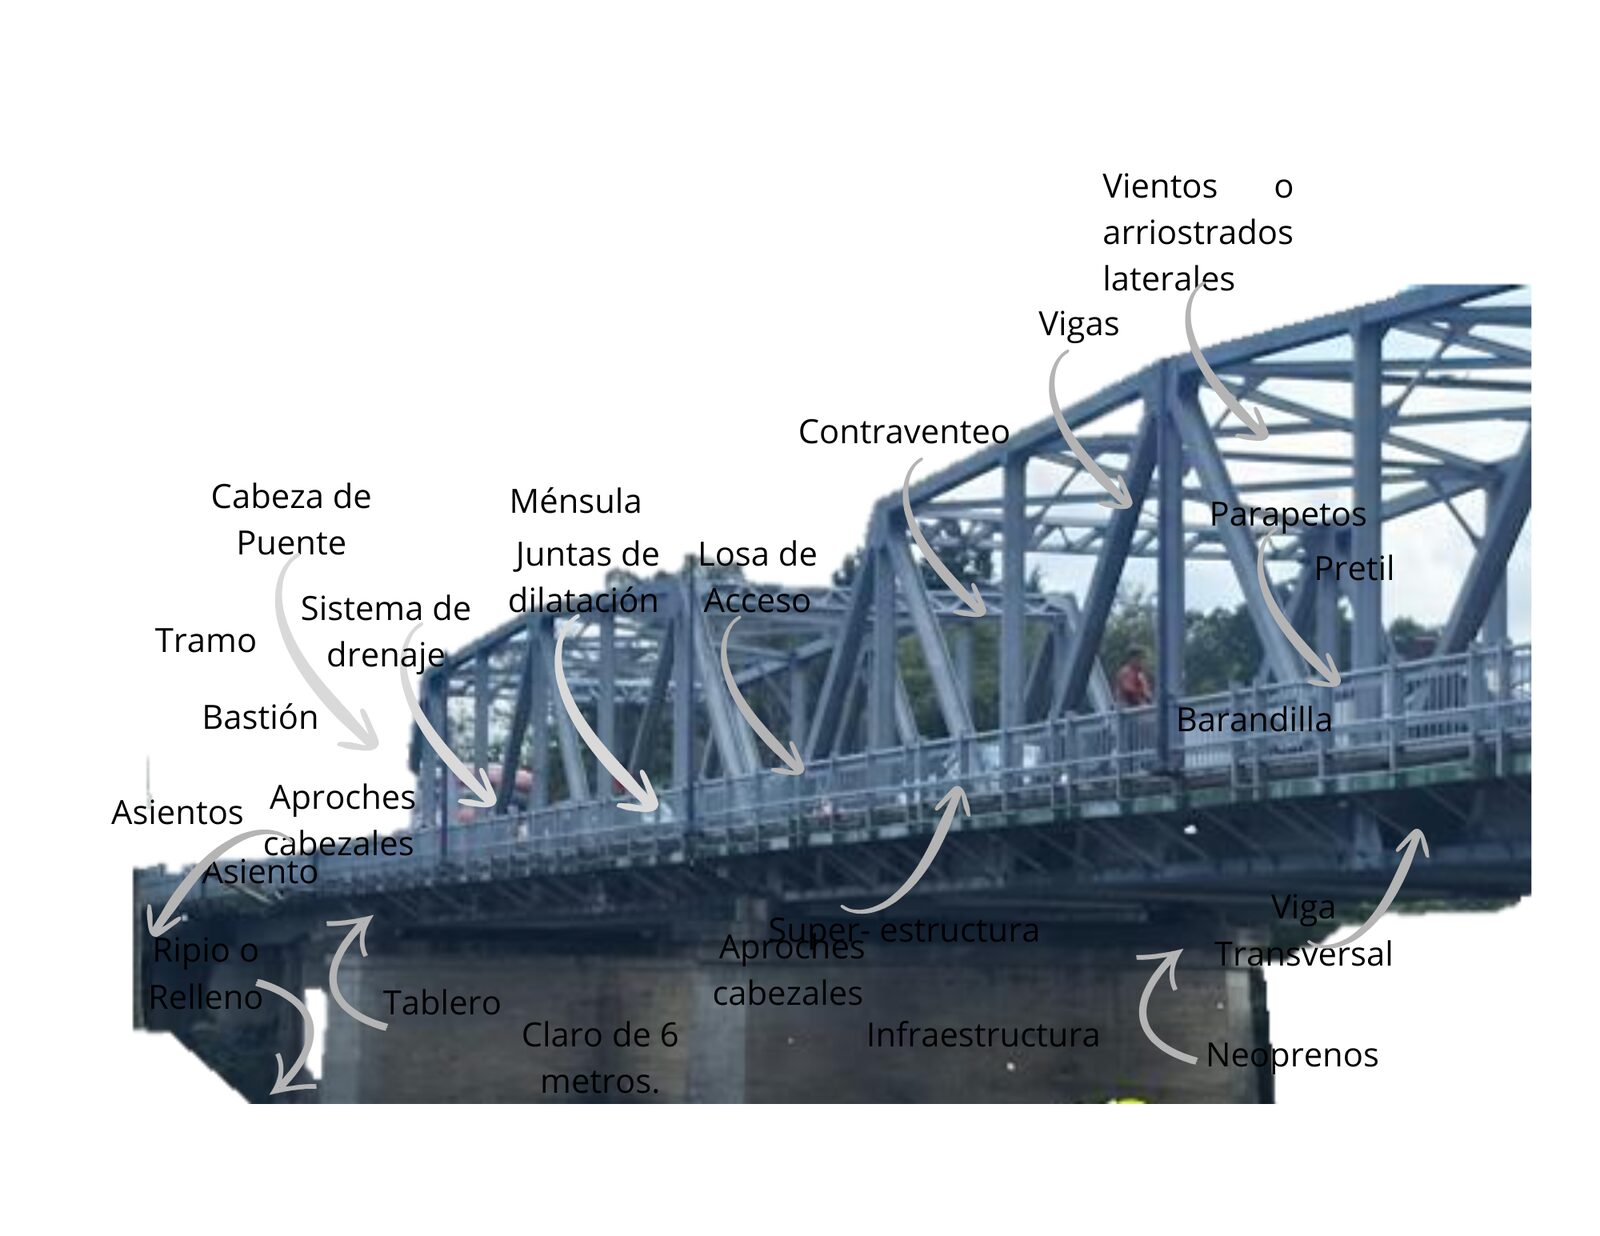 Vientos o
arriostrados
laterales
Vigas
Contraventeo
Cabeza de
Puente
Ménsula
Parapetos
Juntas de
dilatación
Losa de
Acceso
Pretil
Sistema de
drenaje
Tramo
Bastión
Barandilla
Asientos
Aproches
cabezales
Asiento
Viga
Transversal
Super- estructura
Ripio o
Relleno
Aproches
cabezales
Tablero
Claro de 6
metros.
Infraestructura
Neoprenos